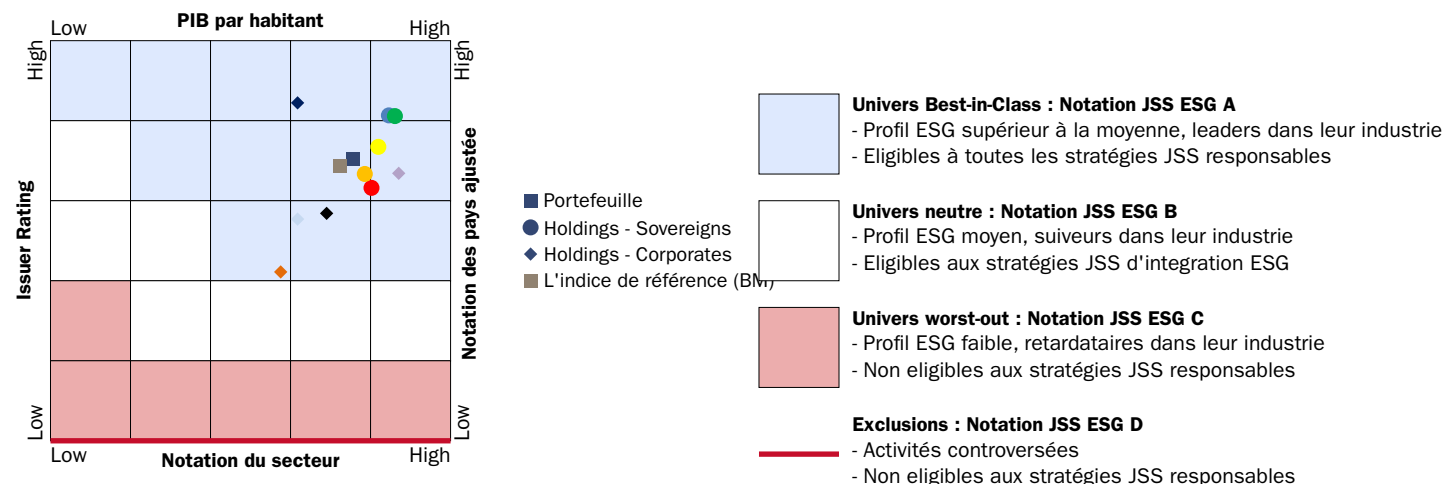 PIB par habitant
Low
High
High
High
Issuer Rating
Notation des pays ajustée
Low
Low
Low
High
Notation du secteur
Portefeuille
Holdings - Sovereigns
Holdings - Corporates
L'indice de référence (BM)
Univers Best-in-Class : Notation JSS ESG A
- Profil ESG supérieur à la moyenne, leaders dans leur industrie
- Eligibles à toutes les stratégies JSS responsables
Univers neutre : Notation JSS ESG B
- Profil ESG moyen, suiveurs dans leur industrie
- Eligibles aux stratégies JSS d'integration ESG
Univers worst-out : Notation JSS ESG C
- Profil ESG faible, retardataires dans leur industrie
- Non eligibles aux stratégies JSS responsables
Exclusions : Notation JSS ESG D
- Activités controversées
- Non eligibles aux stratégies JSS responsables